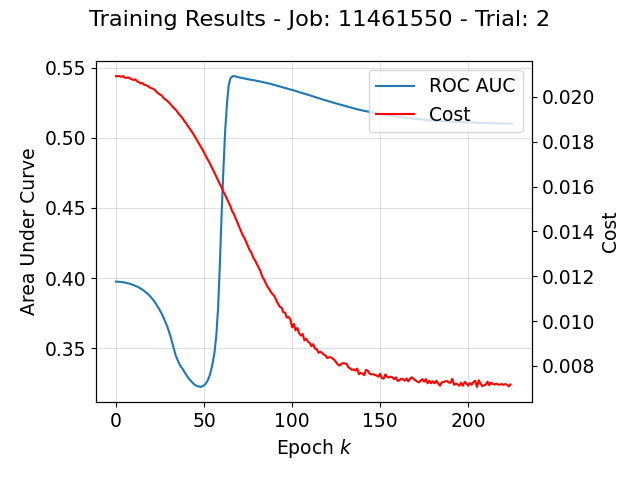 Training Results - Job: 11461550 - Trial: 2
Area Under Curve
0.55
0.50
0.45
0.40
0.35
ROC AUC
Cost
0.020
0.018
0.016
0.014
0.012
0.010
0.008
Cost
0
50
100
150
200
Epoch k